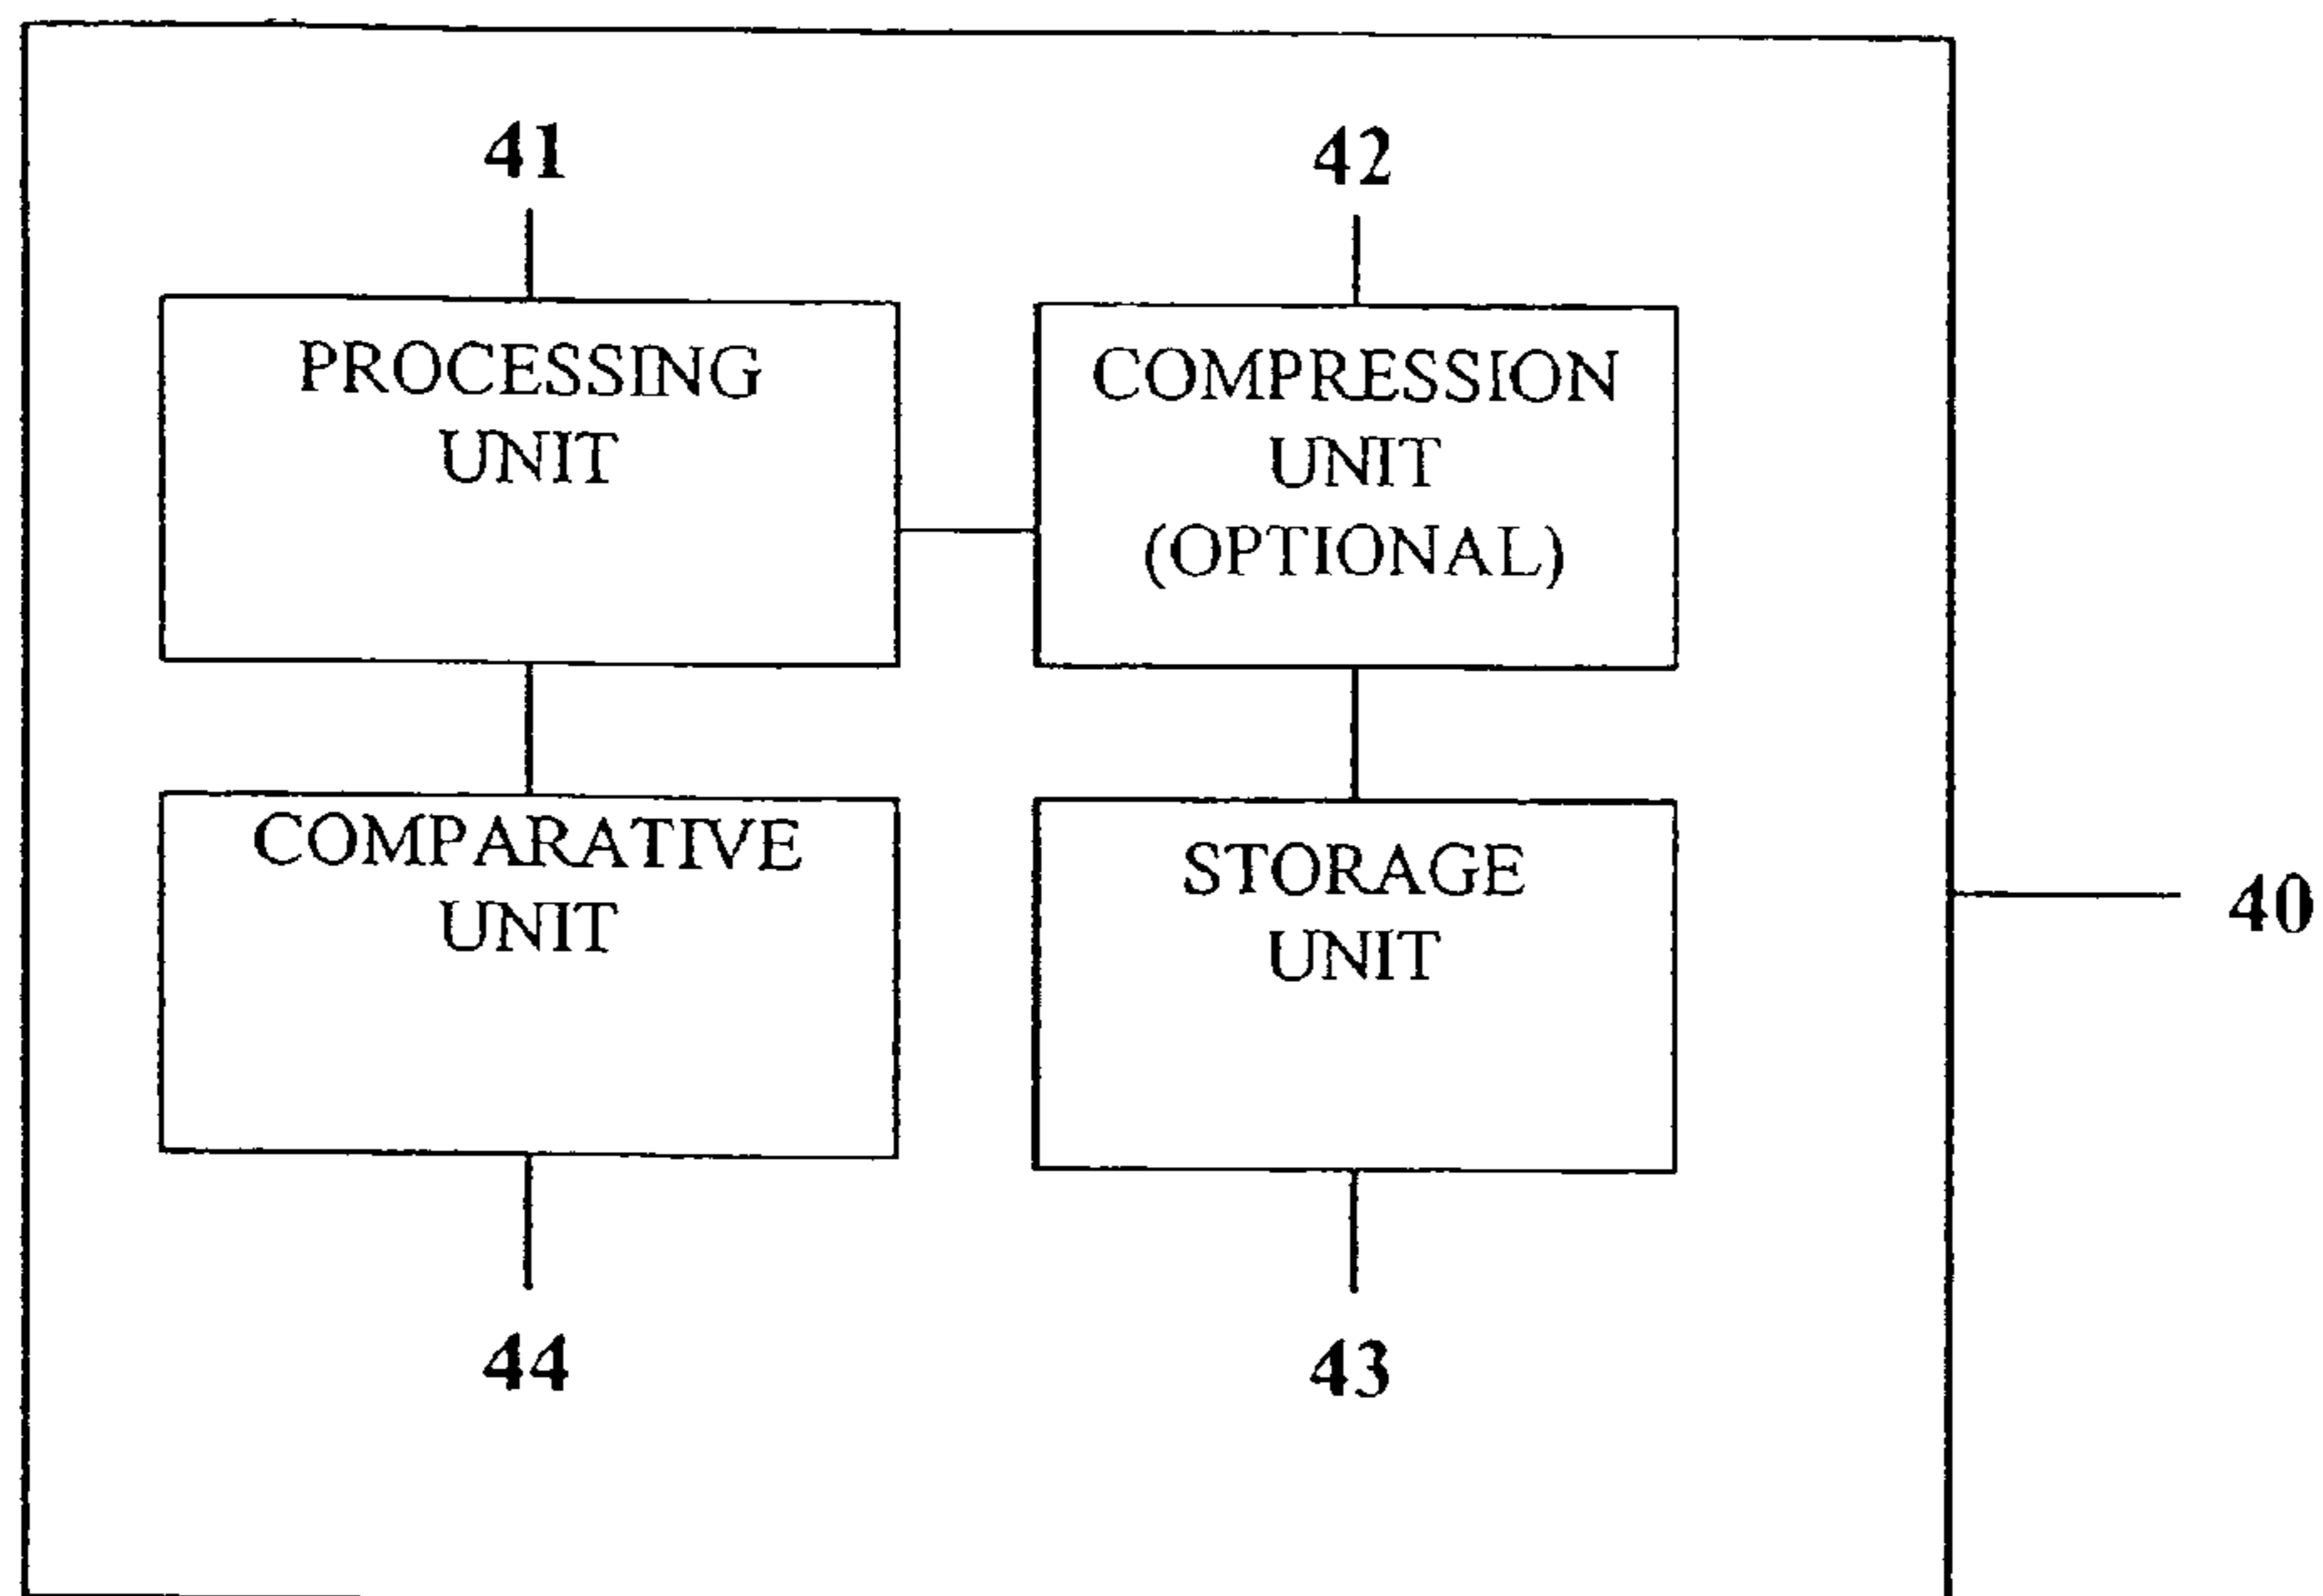 41
42
PROCESSING
UNIT
COMPRESSION
UNIT
(OPTIONAL)
COMPARATIVE
UNIT
STORAGE
UNIT
40
44
43